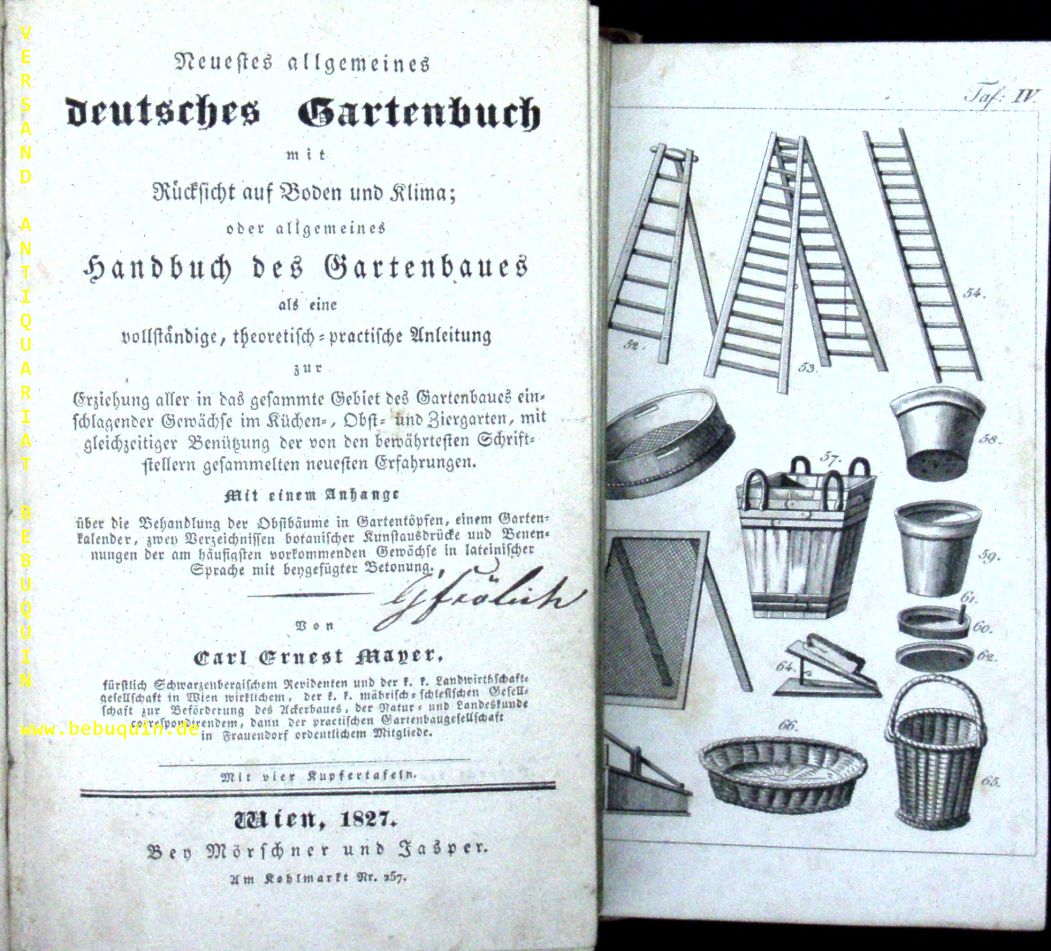 VERSAND ANTIQUARIAT BEBUQUIN
www.bebuquin.de
Neuestes allgemeines
deutsches Gartenbuch
mit
Rücksicht auf Boden und Klima;
oder allgemeines
Handbuch des Gartenbaues
als eine
vollständige, theoretisch-practische Anleitung
zur
Erziehung aller in das gesammte Gebiet des Gartenbaues ein-
schlagender Gewächse im Küchen-, Obst- und Ziergarten, mit
gleichzeitiger Benützung der von den bewährtesten Schrift-
stellern gesammelten neuesten Erfahrungen.
Mit einem Anhange
über die Behandlung der Obstbäume in Gartentöpfen, einem Garten-
kalender, zwey Verzeichnissen botanischer Kunstausdrücke und Benen-
nungen der am häufigsten vorkommenden Gewächse in lateinischer
Sprache mit beygefügter Betonung.
Von
Carl Ernest Mayer,
fürstlich Schwarzenbergischem Revidenten und der k. k. Landwirthschafts-
gesellschaft in Wien wirklichem, der k. k. mährisch-schlesischen Gesell-
schaft zur Beförderung des Ackerbaues, der Natur- und Landeskunde
correspondirendem, dann der practischen Gartenbaugesellschaft
in Frauendorf ordentlichem Mitgliede.
Mit vier Kupfertafeln.
Wien, 1827.
Bey Mörschner und Jasper.
Am Kohlmarkt Nr. 257.
Taf: IV.
52.
53.
54.
57.
58.
59.
61.
60.
62.
64.
66.
65.